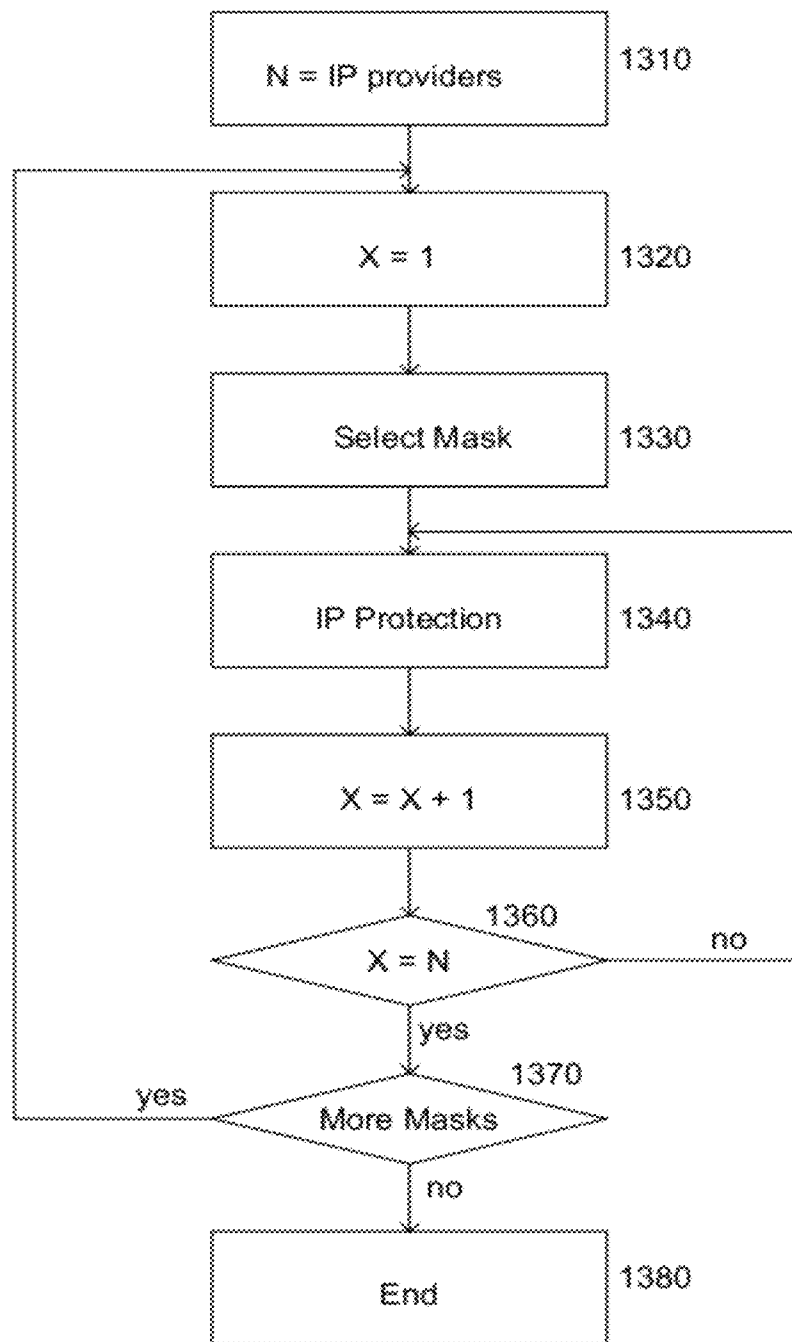 N = IP providers
1310
X = 1
1320
Select Mask
1330
IP Protection
1340
X = X + 1
1350
1360
X = N
no
yes
1370
yes
More Masks
no
End
1380